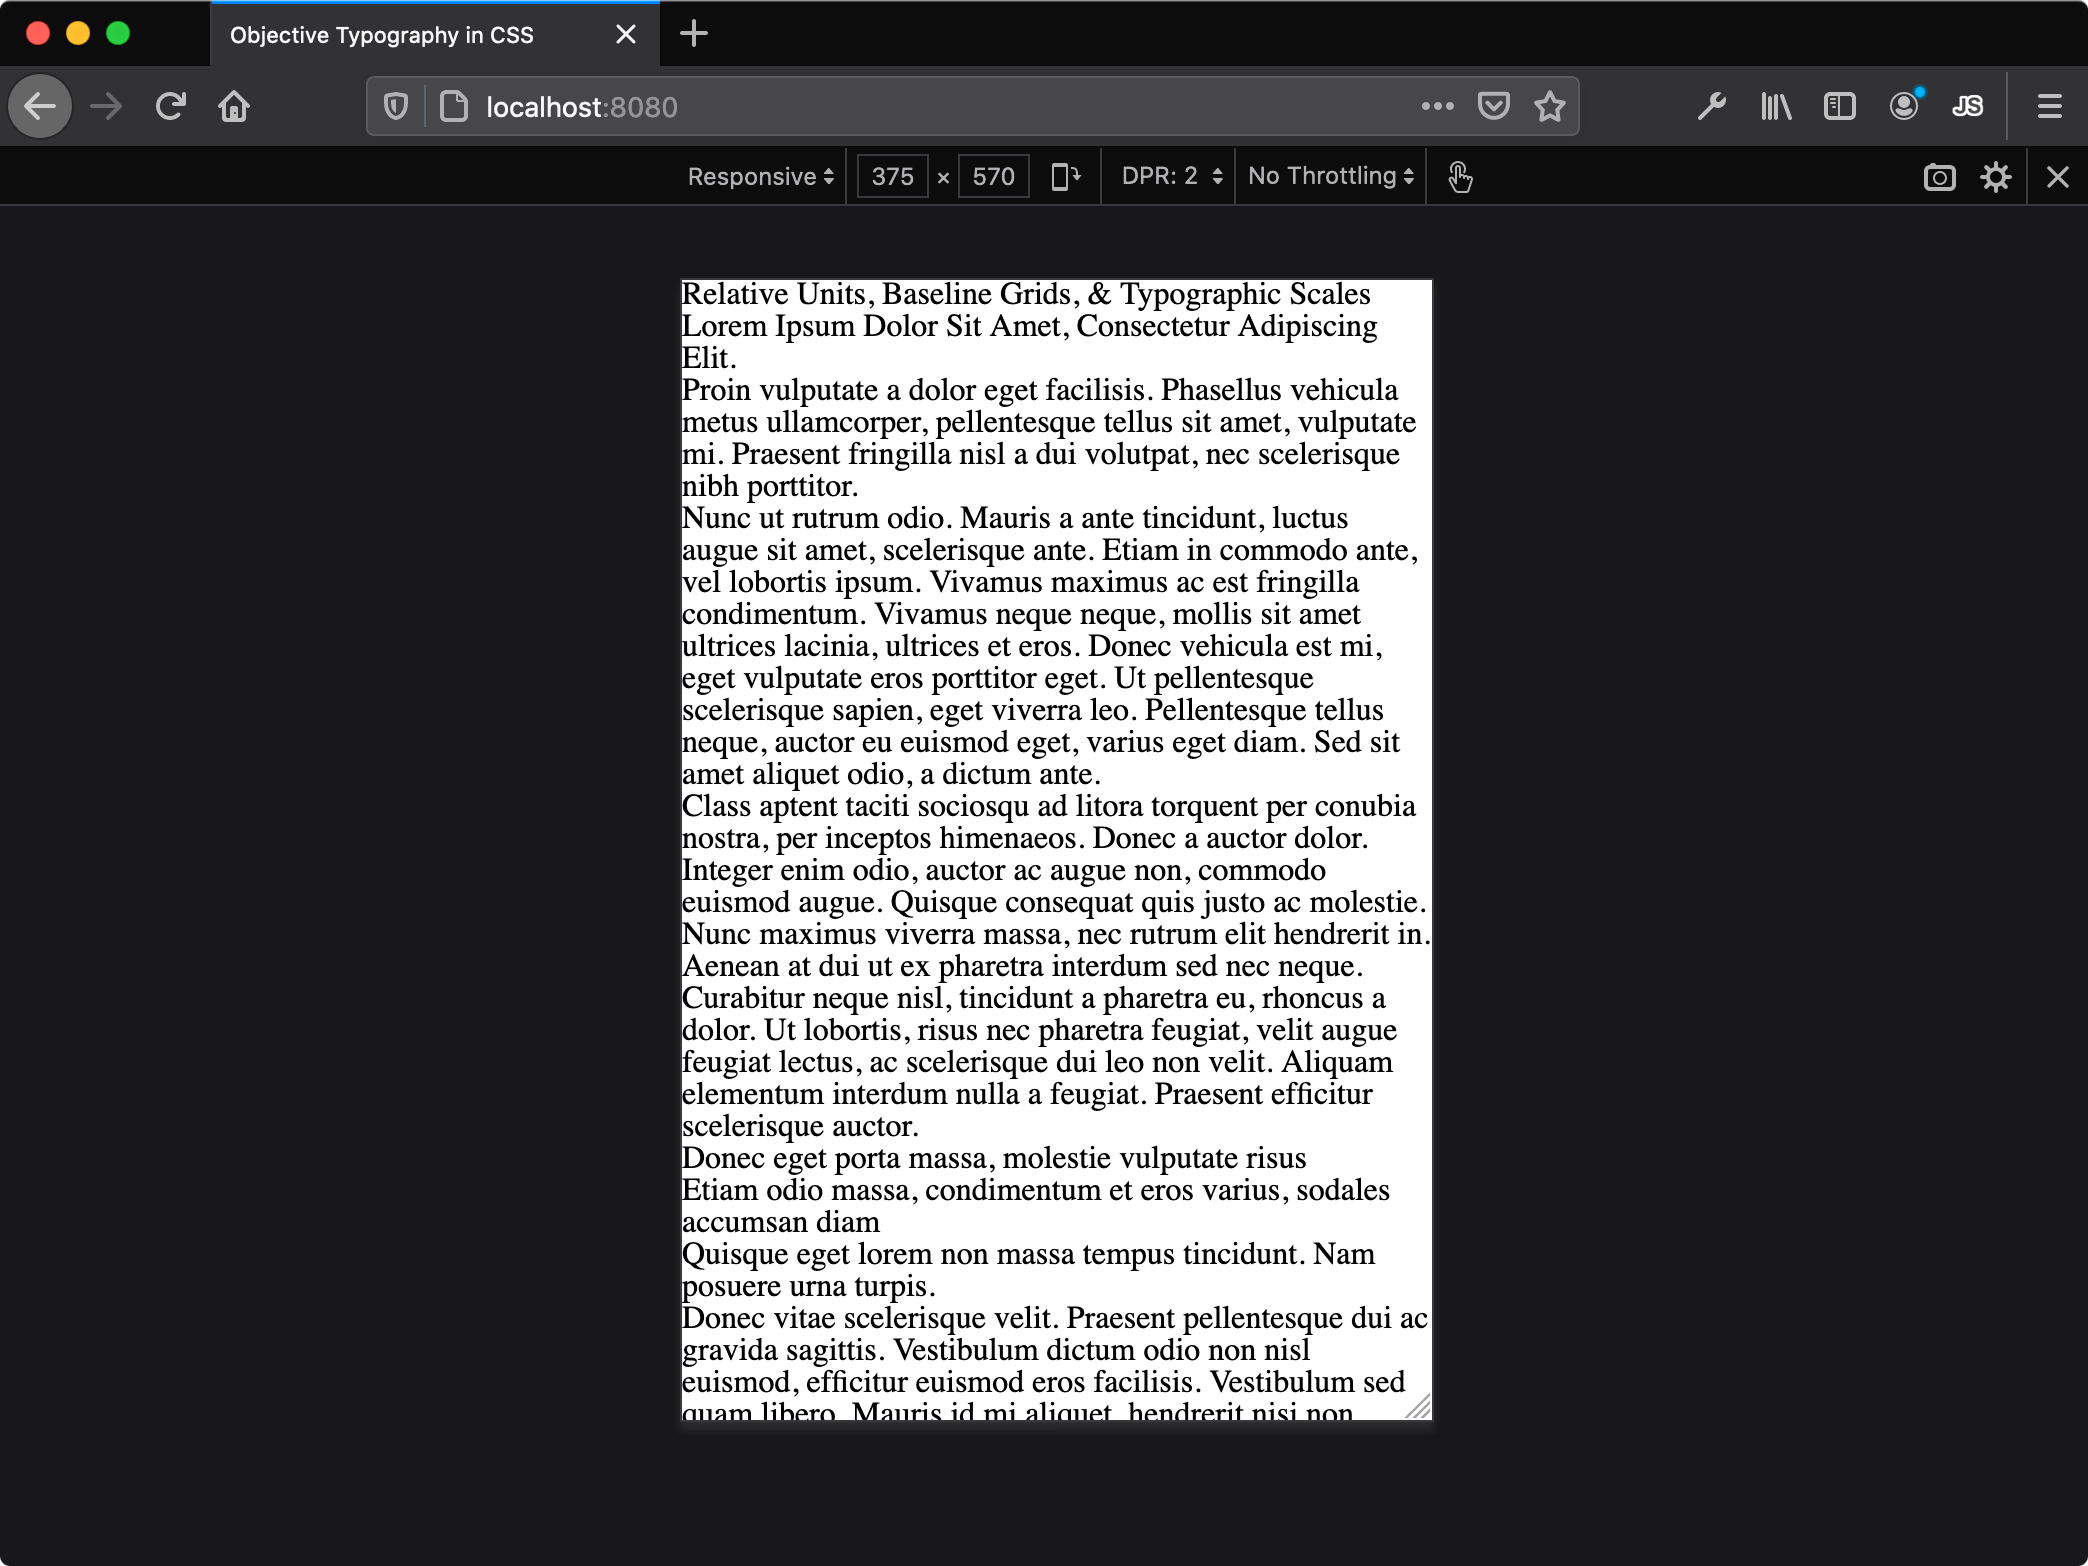 Objective Typography in CSS
localhost:8080
JS
Responsive 375 × 570 DPR: 2 No Throttling
Relative Units, Baseline Grids, & Typographic Scales
Lorem Ipsum Dolor Sit Amet, Consectetur Adipiscing
Elit.
Proin vulputate a dolor eget facilisis. Phasellus vehicula
metus ullamcorper, pellentesque tellus sit amet, vulputate
mi. Praesent fringilla nisl a dui volutpat, nec scelerisque
nibh porttitor.
Nunc ut rutrum odio. Mauris a ante tincidunt, luctus
augue sit amet, scelerisque ante. Etiam in commodo ante,
vel lobortis ipsum. Vivamus maximus ac est fringilla
condimentum. Vivamus neque neque, mollis sit amet
ultrices lacinia, ultrices et eros. Donec vehicula est mi,
eget vulputate eros porttitor eget. Ut pellentesque
scelerisque sapien, eget viverra leo. Pellentesque tellus
neque, auctor eu euismod eget, varius eget diam. Sed sit
amet aliquet odio, a dictum ante.
Class aptent taciti sociosqu ad litora torquent per conubia
nostra, per inceptos himenaeos. Donec a auctor dolor.
Integer enim odio, auctor ac augue non, commodo
euismod augue. Quisque consequat quis justo ac molestie.
Nunc maximus viverra massa, nec rutrum elit hendrerit in.
Aenean at dui ut ex pharetra interdum sed nec neque.
Curabitur neque nisl, tincidunt a pharetra eu, rhoncus a
dolor. Ut lobortis, risus nec pharetra feugiat, velit augue
feugiat lectus, ac scelerisque dui leo non velit. Aliquam
elementum interdum nulla a feugiat. Praesent efficitur
scelerisque auctor.
Donec eget porta massa, molestie vulputate risus
Etiam odio massa, condimentum et eros varius, sodales
accumsan diam
Quisque eget lorem non massa tempus tincidunt. Nam
posuere urna turpis.
Donec vitae scelerisque velit. Praesent pellentesque dui ac
gravida sagittis. Vestibulum dictum odio non nisl
euismod, efficitur euismod eros facilisis. Vestibulum sed
quam libero. Mauris id mi aliquet, hendrerit nisi non